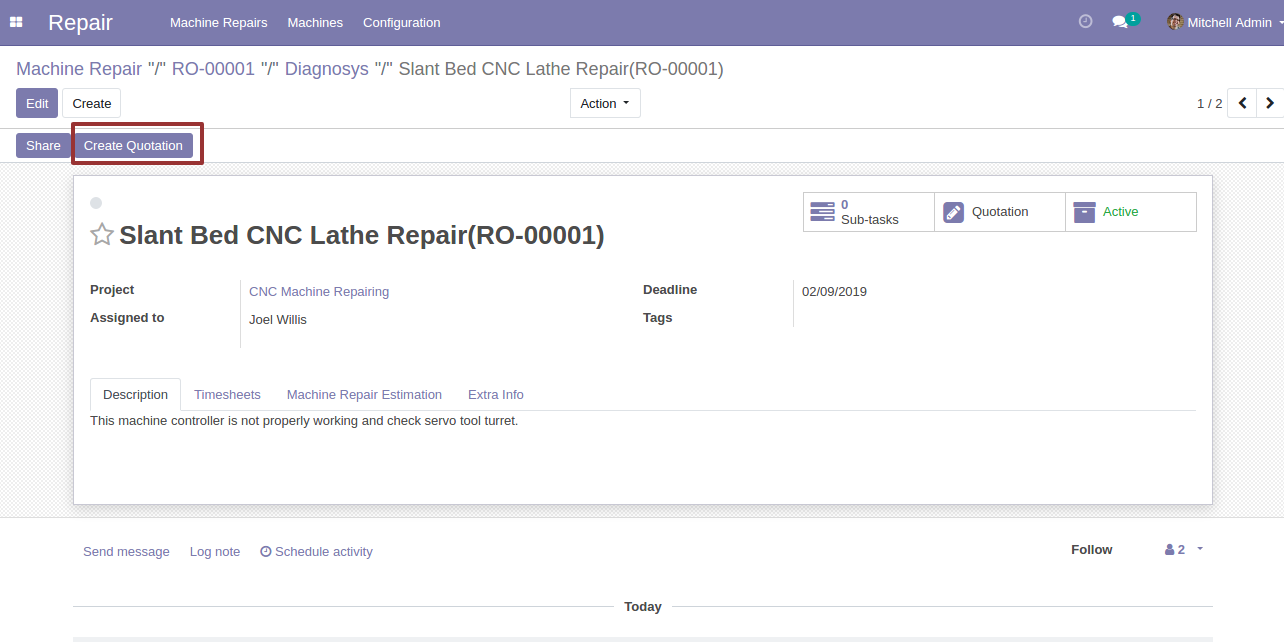 Repair Machine Repairs Machines Configuration 1 Mitchell Admin
Machine Repair "/" RO-00001 "/" Diagnosys "/" Slant Bed CNC Lathe Repair(RO-00001)
Edit Create Action 1 / 2
Share Create Quotation
0
Sub-tasks Quotation Active
Slant Bed CNC Lathe Repair(RO-00001)
Project CNC Machine Repairing Deadline 02/09/2019
Assigned to Joel Willis Tags
Description Timesheets Machine Repair Estimation Extra Info
This machine controller is not properly working and check servo tool turret.
Send message Log note Schedule activity Follow 2
Today